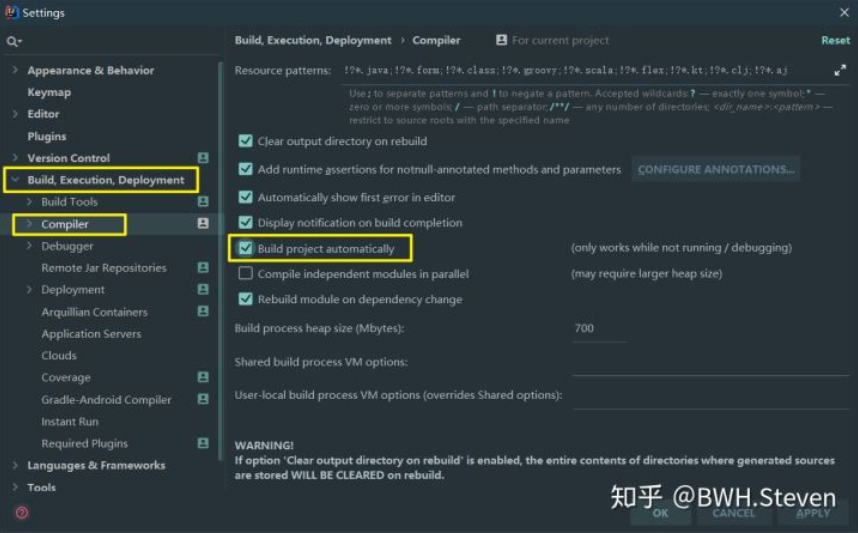 Settings
Build, Execution, Deployment › Compiler
For current project
Reset
Appearance & Behavior
Keymap
Editor
Plugins
Version Control
Build, Execution, Deployment
Build Tools
Compiler
Debugger
Remote Jar Repositories
Deployment
Arquillian Containers
Application Servers
Clouds
Coverage
Gradle-Android Compiler
Instant Run
Required Plugins
Languages & Frameworks
Tools
Resource patterns: !?*.java;!?*.form;!?*.class;!?*.groovy;!?*.scala;!?*.flex;!?*.kt;!?*.clj;!?*.aj
Use ; to separate patterns and ! to negate a pattern. Accepted wildcards: ? — exactly one symbol; * —
zero or more symbols; / — path separator; /**/ — any number of directories; <dir_name>:<pattern> —
restrict to source roots with the specified name
Clear output directory on rebuild
Add runtime assertions for notnull-annotated methods and parameters CONFIGURE ANNOTATIONS...
Automatically show first error in editor
Display notification on build completion
Build project automatically (only works while not running / debugging)
Compile independent modules in parallel (may require larger heap size)
Rebuild module on dependency change
Build process heap size (Mbytes): 700
Shared build process VM options:
User-local build process VM options (overrides Shared options):
WARNING!
If option 'Clear output directory on rebuild' is enabled, the entire contents of directories where generated sources
are stored WILL BE CLEARED on rebuild.
知乎 @BWH.Steven
OK CANCEL APPLY